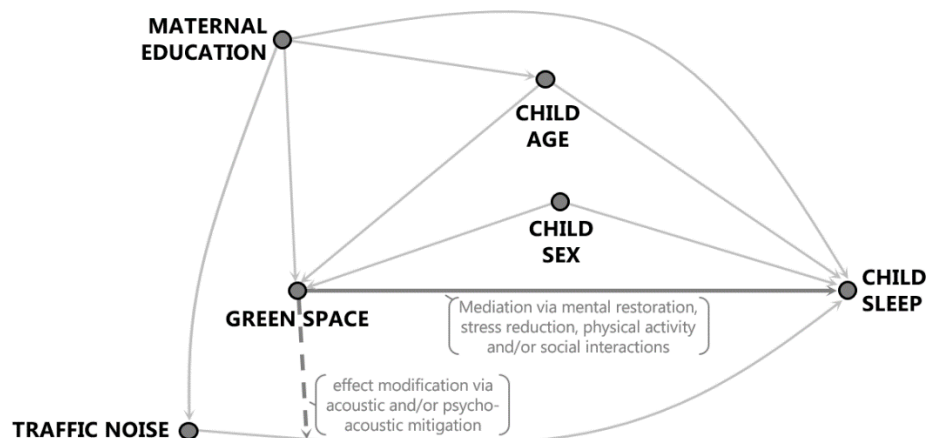 MATERNAL
EDUCATION
CHILD
AGE
CHILD
SEX
CHILD
SLEEP
GREEN SPACE
Mediation via mental restoration,
stress reduction, physical activity
and/or social interactions
effect modification via
acoustic and/or psycho-
acoustic mitigation
TRAFFIC NOISE